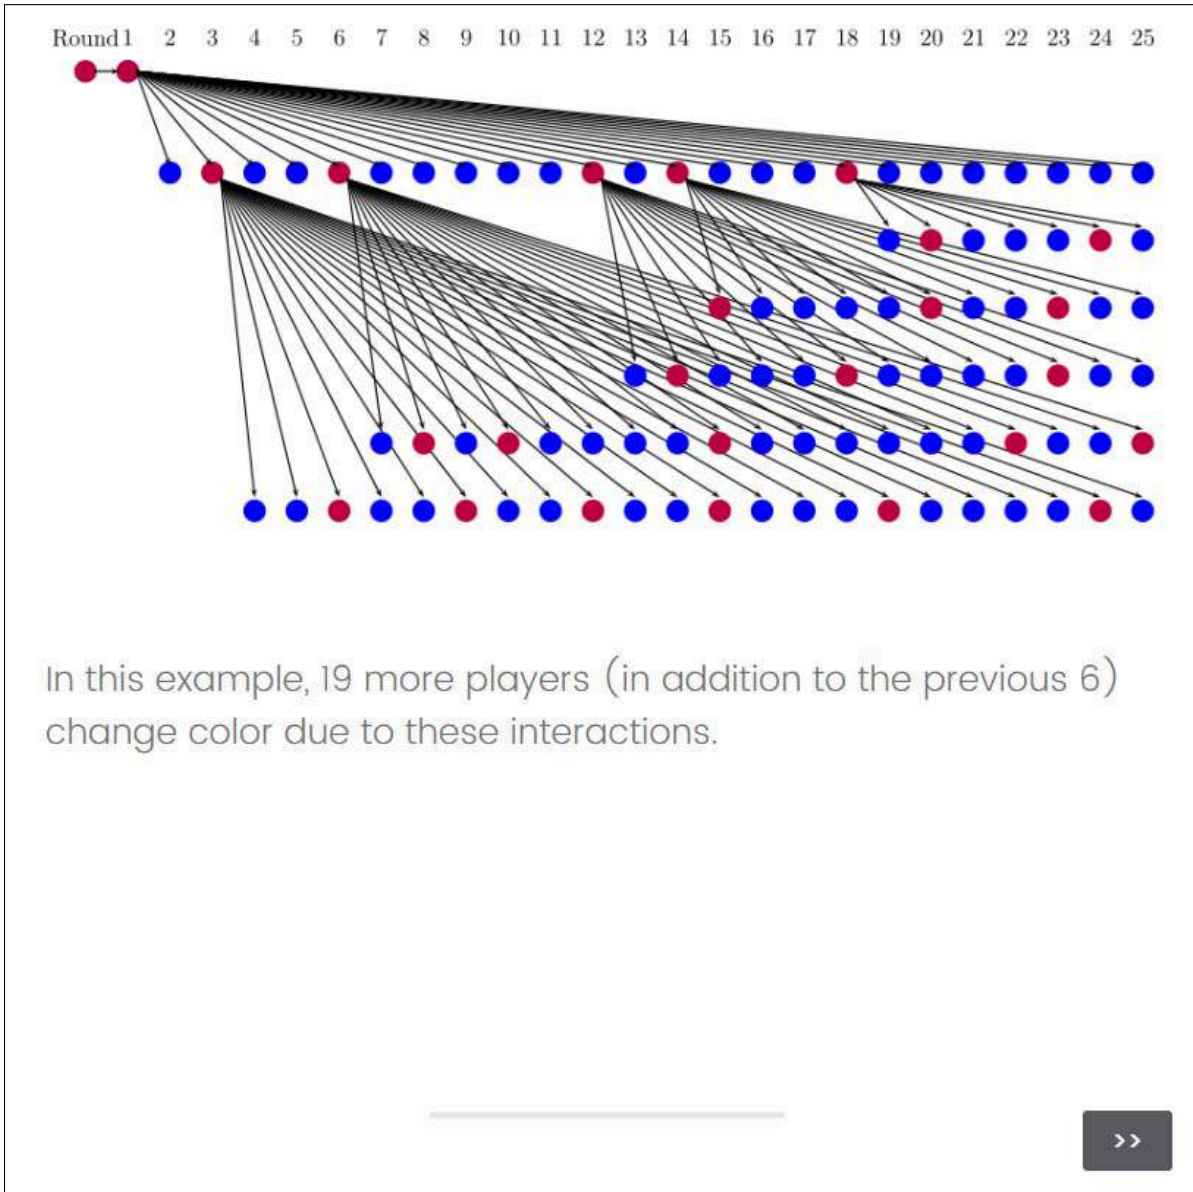 Round 1 2 3 4 5 6 7 8 9 10 11 12 13 14 15 16 17 18 19 20 21 22 23 24 25
In this example, 19 more players (in addition to the previous 6)
change color due to these interactions.
>>